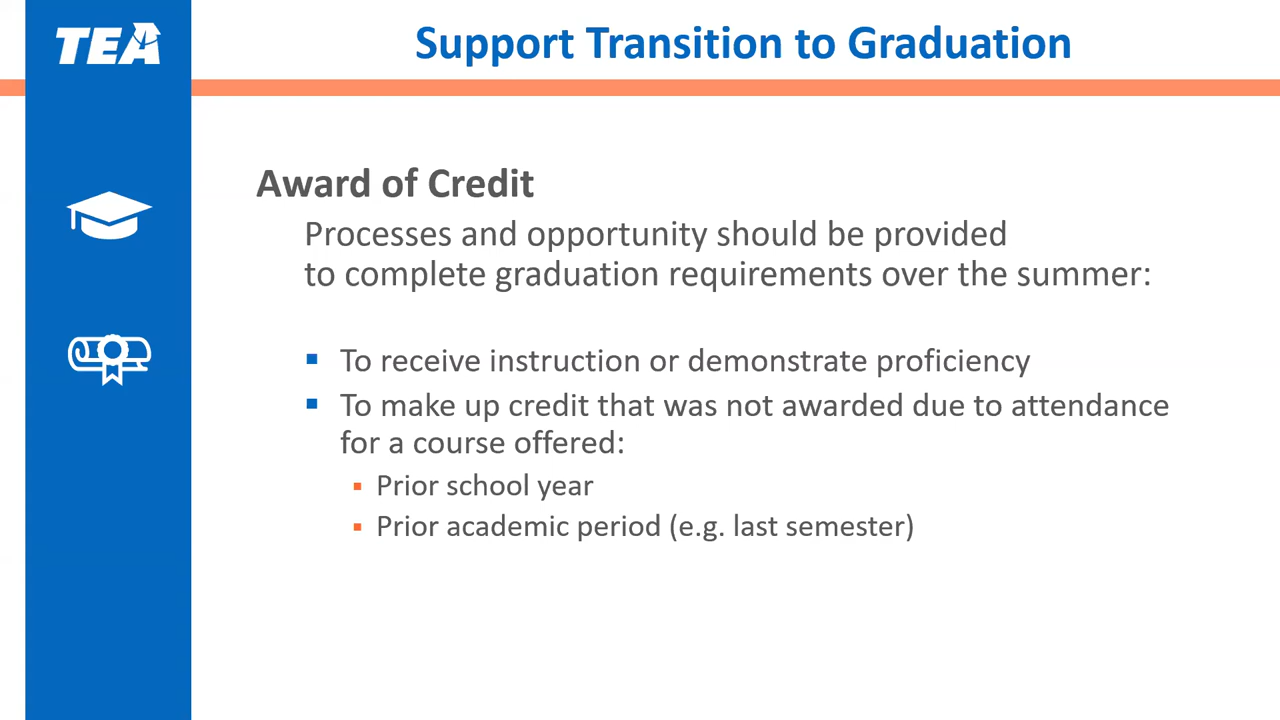 TEA
Support Transition to Graduation
Award of Credit
Processes and opportunity should be provided
to complete graduation requirements over the summer:
To receive instruction or demonstrate proficiency
To make up credit that was not awarded due to attendance
for a course offered:
Prior school year
Prior academic period (e.g. last semester)